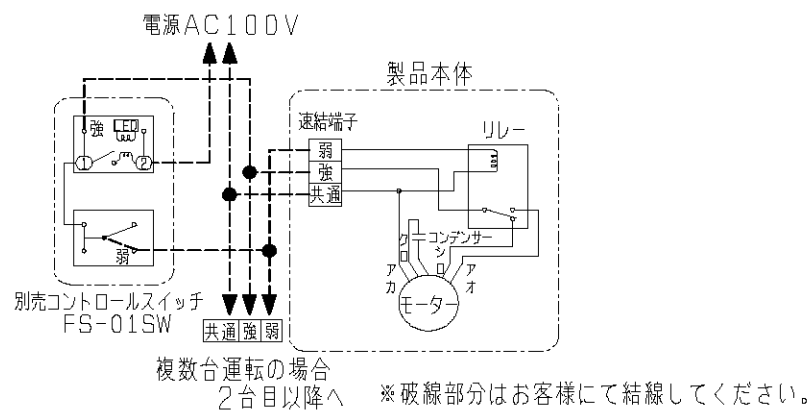 電源AC100V
製品本体
速結端子
リレー
強
LED
弱
強
共通
1
2
弱
クロ
コンデンサー
シロ
アカ
アオ
モーター
別売コントロールスイッチ
FS-01SW
共通 強 弱
複数台運転の場合
2台目以降へ
※破線部分はお客様にて結線してください。